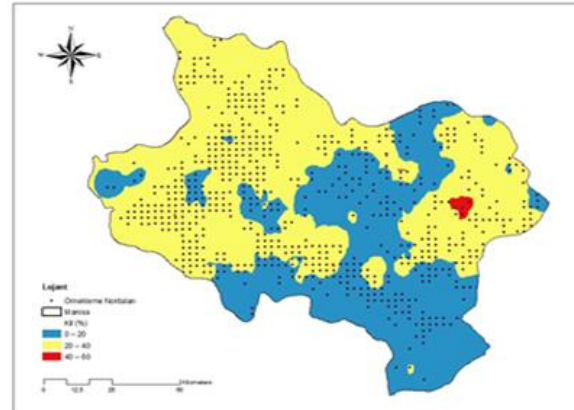 N
W
E
S
Lejant
Örnekleme Noktaları
Manisa
Kil (%)
0 – 20
20 – 40
40 – 60
Kilometers
0 12,5 25 50